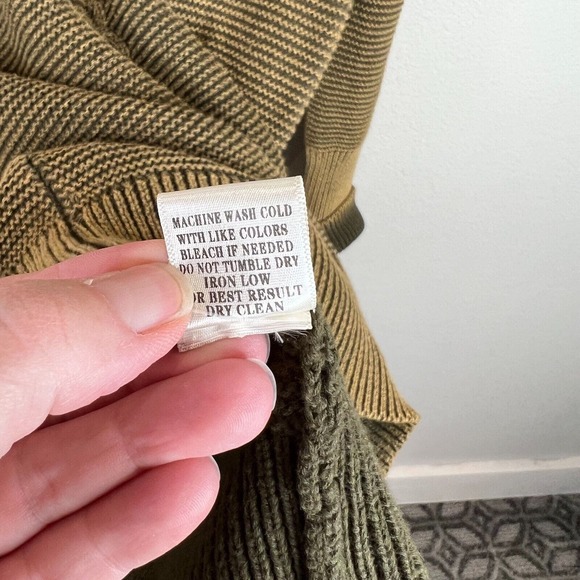 MACHINE WASH COLD
WITH LIKE COLORS
BLEACH IF NEEDED
DO NOT TUMBLE DRY
IRON LOW
OR BEST RESULT
DRY CLEAN